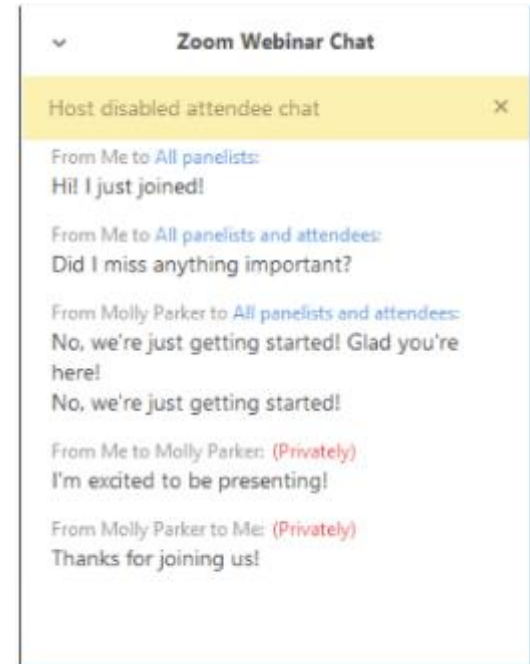 Zoom Webinar Chat
Host disabled attendee chat
From Me to All panelists:
Hi! I just joined!
From Me to All panelists and attendees:
Did I miss anything important?
From Molly Parker to All panelists and attendees:
No, we're just getting started! Glad you're
here!
No, we're just getting started!
From Me to Molly Parker: (Privately)
I'm excited to be presenting!
From Molly Parker to Me: (Privately)
Thanks for joining us!